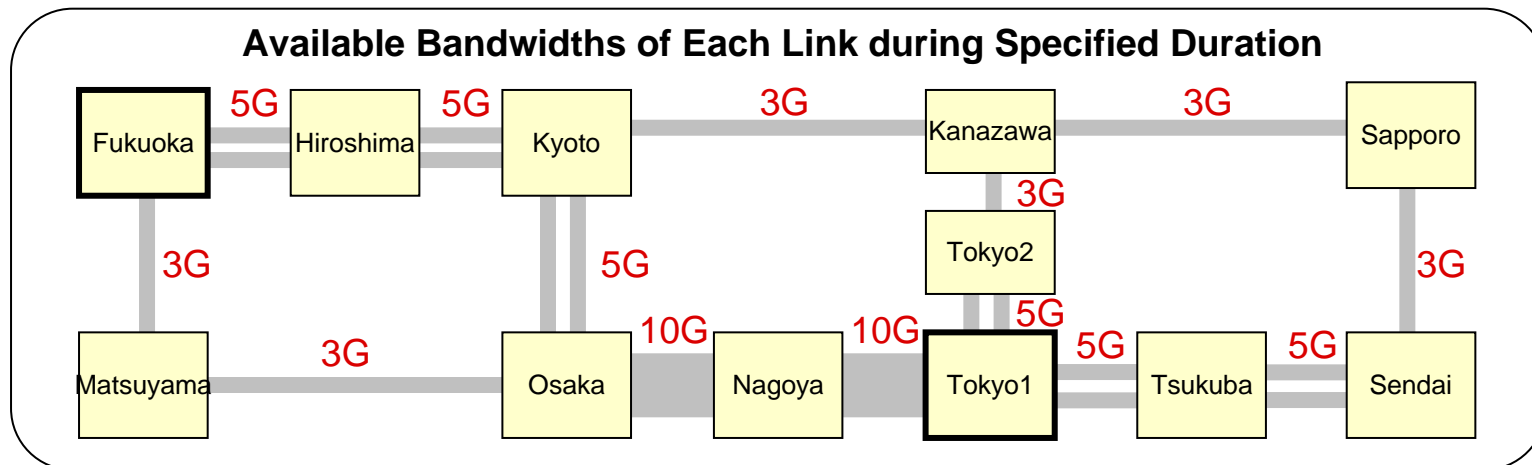 Available Bandwidths of Each Link during Specified Duration
5G
5G
3G
3G
Fukuoka
Hiroshima
Kyoto
Kanazawa
Sapporo
3G
Tokyo2
3G
5G
3G
5G
10G
10G
5G
5G
3G
Matsuyama
Osaka
Nagoya
Tokyo1
Tsukuba
Sendai